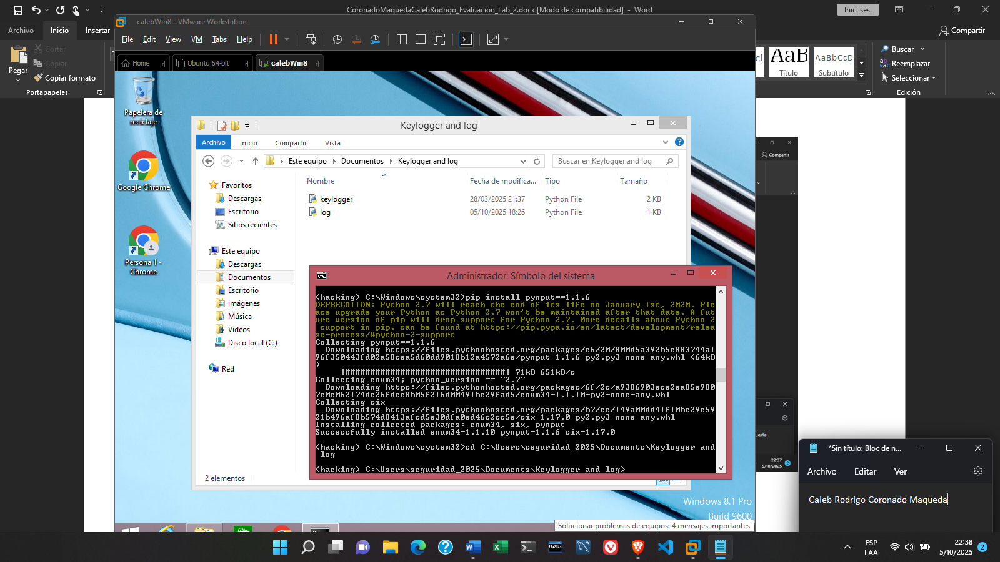 CoronadoMaquedaCalebRodrigo_Evaluacion_Lab_2.docx [Modo de compatibilidad] - Word
Inic. ses.
Archivo
Inicio
Insertar
Compartir
Pegar
Cortar
Copiar
Copiar formato
Portapapeles
AaB
Título
AaBbCcD
Subtítulo
Buscar
Reemplazar
Seleccionar
Edición
calebWin8 - VMware Workstation
File Edit View VM Tabs Help
Home
Ubuntu 64-bit
calebWin8
Papelera de
reciclaje
Google Chrome
Persona 1 -
Chrome
Keylogger and log
Archivo
Inicio
Compartir
Vista
Este equipo
Documentos
Keylogger and log
Buscar en Keylogger and log
Favoritos
Descargas
Escritorio
Sitios recientes
Este equipo
Descargas
Documentos
Escritorio
Imágenes
Música
Vídeos
Disco local (C:)
Red
Nombre Fecha de modifica... Tipo Tamaño
keylogger 28/03/2025 21:37 Python File 2 KB
log 05/10/2025 18:26 Python File 1 KB
2 elementos
Administrador: Símbolo del sistema
(hacking) C:\Windows\system32>pip install pynput==1.1.6
DEPRECATION: Python 2.7 will reach the end of its life on January 1st, 2020. Ple
ase upgrade your Python as Python 2.7 won't be maintained after that date. A fut
ure version of pip will drop support for Python 2.7. More details about Python 2
support in pip, can be found at https://pip.pypa.io/en/latest/development/relea
se-process/#python-2-support
Collecting pynput==1.1.6
Downloading https://files.pythonhosted.org/packages/e6/20/800d5a392b5e883744a1
96f350443fd02a58cea5d60dd9018b12a4572a6e/pynput-1.1.6-py2.py3-none-any.whl (64kB
)
¦################################¦ 71kB 651kB/s
Collecting enum34; python_version == "2.7"
Downloading https://files.pythonhosted.org/packages/6f/2c/a9386903ece2ea85e980
7e0e062174dc26fdce8b05f216d00491be29fad5/enum34-1.1.10-py2-none-any.whl
Collecting six
Downloading https://files.pythonhosted.org/packages/b7/ce/149a00dd41f10bc29e59
21b496af8b574d8413afcd5e30dfa0ed46c2cc5e/six-1.17.0-py2.py3-none-any.whl
Installing collected packages: enum34, six, pynput
Successfully installed enum34-1.1.10 pynput-1.1.6 six-1.17.0
(hacking) C:\Windows\system32>cd C:\Users\seguridad_2025\Documents\Keylogger and
log
(hacking) C:\Users\seguridad_2025\Documents\Keylogger and log>
Windows 8.1 Pro
Build 9600
Solucionar problemas de equipos: 4 mensajes importantes
Compartir
ueda
22:37
5/10/2025
2
*Sin título: Bloc de n...
Archivo Editar Ver
Caleb Rodrigo Coronado Maqueda
ESP
LAA
22:38
5/10/2025
2